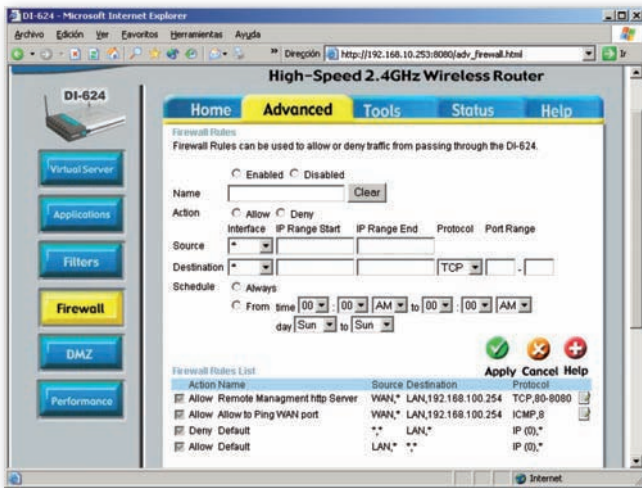 DI-624 - Microsoft Internet Explorer
Archivo Edición Ver Favoritos Herramientas Ayuda
» Dirección http://192.168.10.253:8080/adv_firewall.html Ir
High-Speed 2.4GHz Wireless Router
DI-624
Home Advanced Tools Status Help
Firewall Rules
Firewall Rules can be used to allow or deny traffic from passing through the DI-624.
Enabled Disabled
Name Clear
Action Allow Deny
Interface IP Range Start IP Range End Protocol Port Range
Source *
Destination * TCP -
Schedule Always
From time 00 : 00 AM to 00 : 00 AM
day Sun to Sun
Apply Cancel Help
Firewall Rules List
Action Name Source Destination Protocol
Allow Remote Managment http Server WAN,* LAN,192.168.100.254 TCP,80-8080
Allow Allow to Ping WAN port WAN,* LAN,192.168.100.254 ICMP,8
Deny Default *,* LAN,* IP (0),*
Allow Default LAN,* *,* IP (0),*
Virtual Server
Applications
Filters
Firewall
DMZ
Performance
Internet